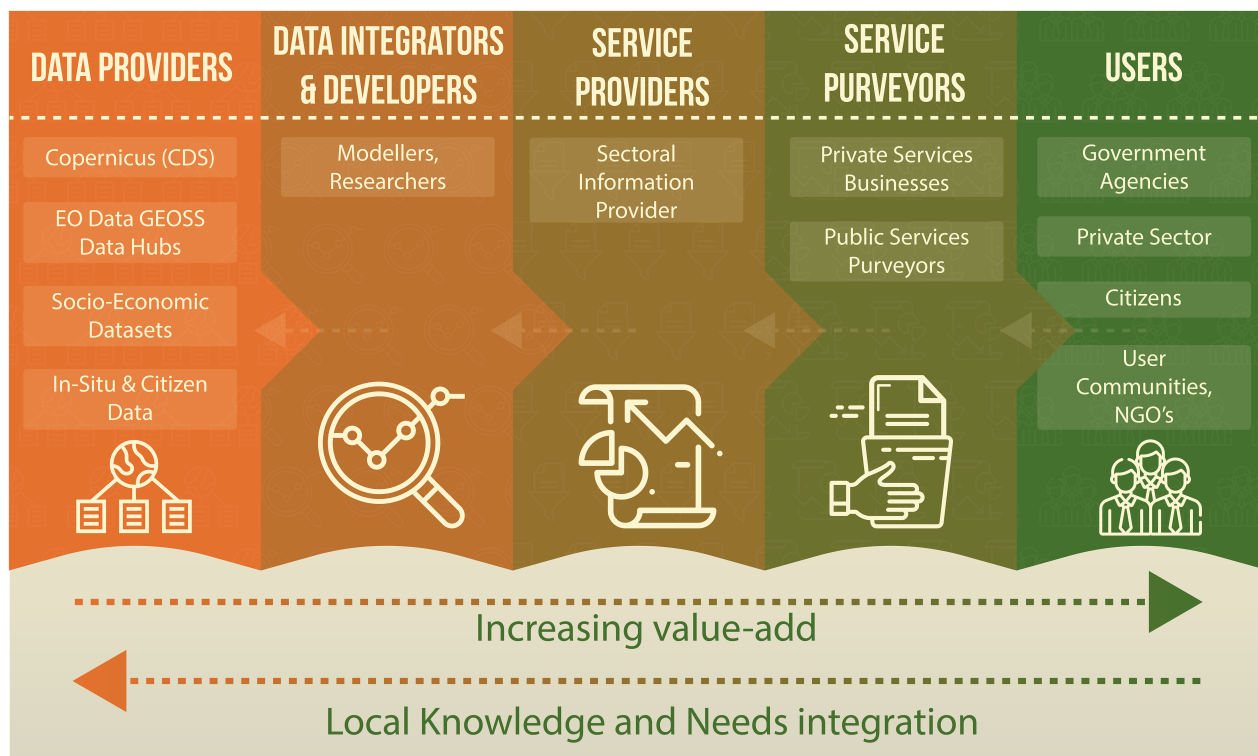 DATA PROVIDERS
Copernicus (CDS)
EO Data GEOSS
Data Hubs
Socio-Economic
Datasets
In-Situ & Citizen
Data
DATA INTEGRATORS
& DEVELOPERS
Modellers,
Researchers
SERVICE
PROVIDERS
Sectoral
Information
Provider
SERVICE
PURVEYORS
Private Services
Businesses
Public Services
Purveyors
USERS
Government
Agencies
Private Sector
Citizens
User
Communities,
NGO's
Increasing value-add
Local Knowledge and Needs integration